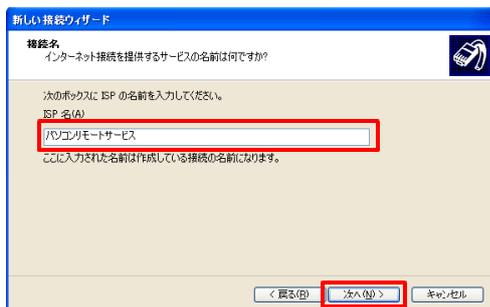 新しい接続ウィザード
接続名
インターネット接続を提供するサービスの名前は何ですか?
次のボックスに ISP の名前を入力してください。
ISP 名(A)
パソコンリモートサービス
ここに入力された名前は作成している接続の名前になります。
< 戻る(B)
次へ(N) >
キャンセル